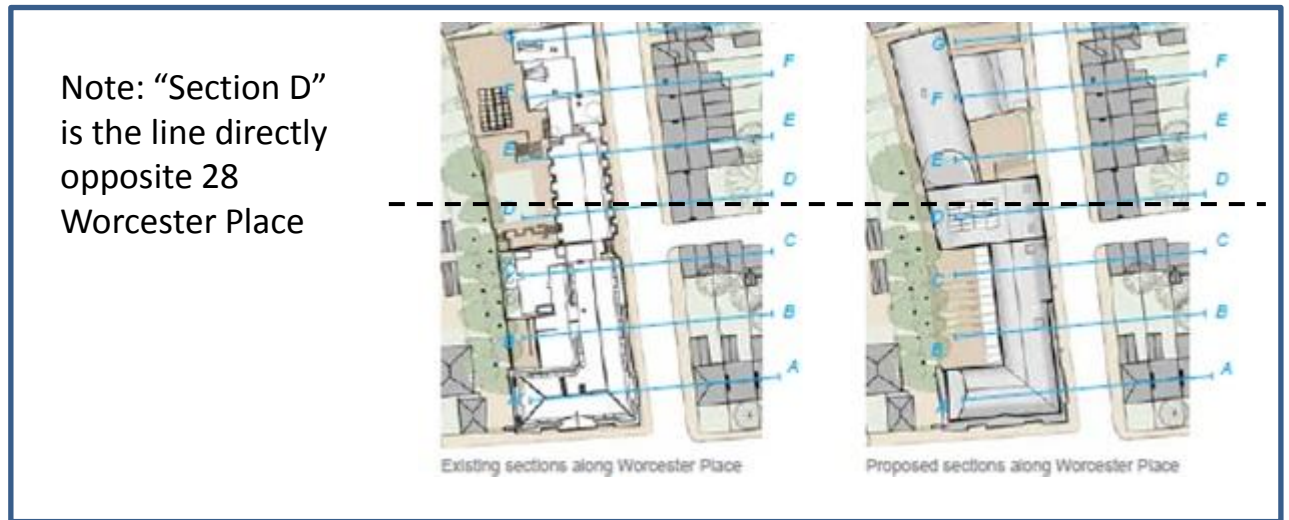 Note: “Section D”
is the line directly
opposite 28
Worcester Place
G
F F
E E
D D
C C
B B
A A
Existing sections along Worcester Place
G
F F
E E
D D
C C
B B
A A
Proposed sections along Worcester Place